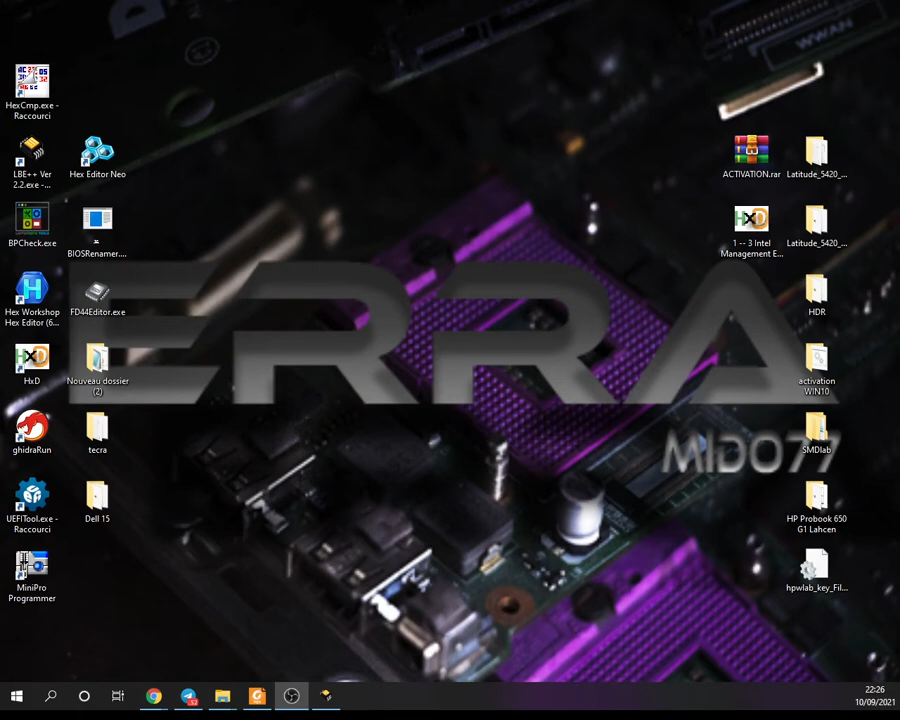 WWAN
HexCmp.exe -
Raccourci
LBE++ Ver
2.2.exe -...
Hex Editor Neo
ACTIVATION.rar
Latitude_5420_...
BPCheck.exe
BIOSRenamer....
1 -- 3 Intel
Management E...
Latitude_5420_...
Hex Workshop
Hex Editor (6...
FD44Editor.exe
HDR
ERRA
HxD
Nouveau dossier
(2)
activation
WIN10
ghidraRun
tecra
SMDlab
MIDO77
UEFITool.exe -
Raccourci
Dell 15
HP Probook 650
G1 Lahcen
MiniPro
Programmer
hpwlab_key_Fil...
22:26
10/09/2021